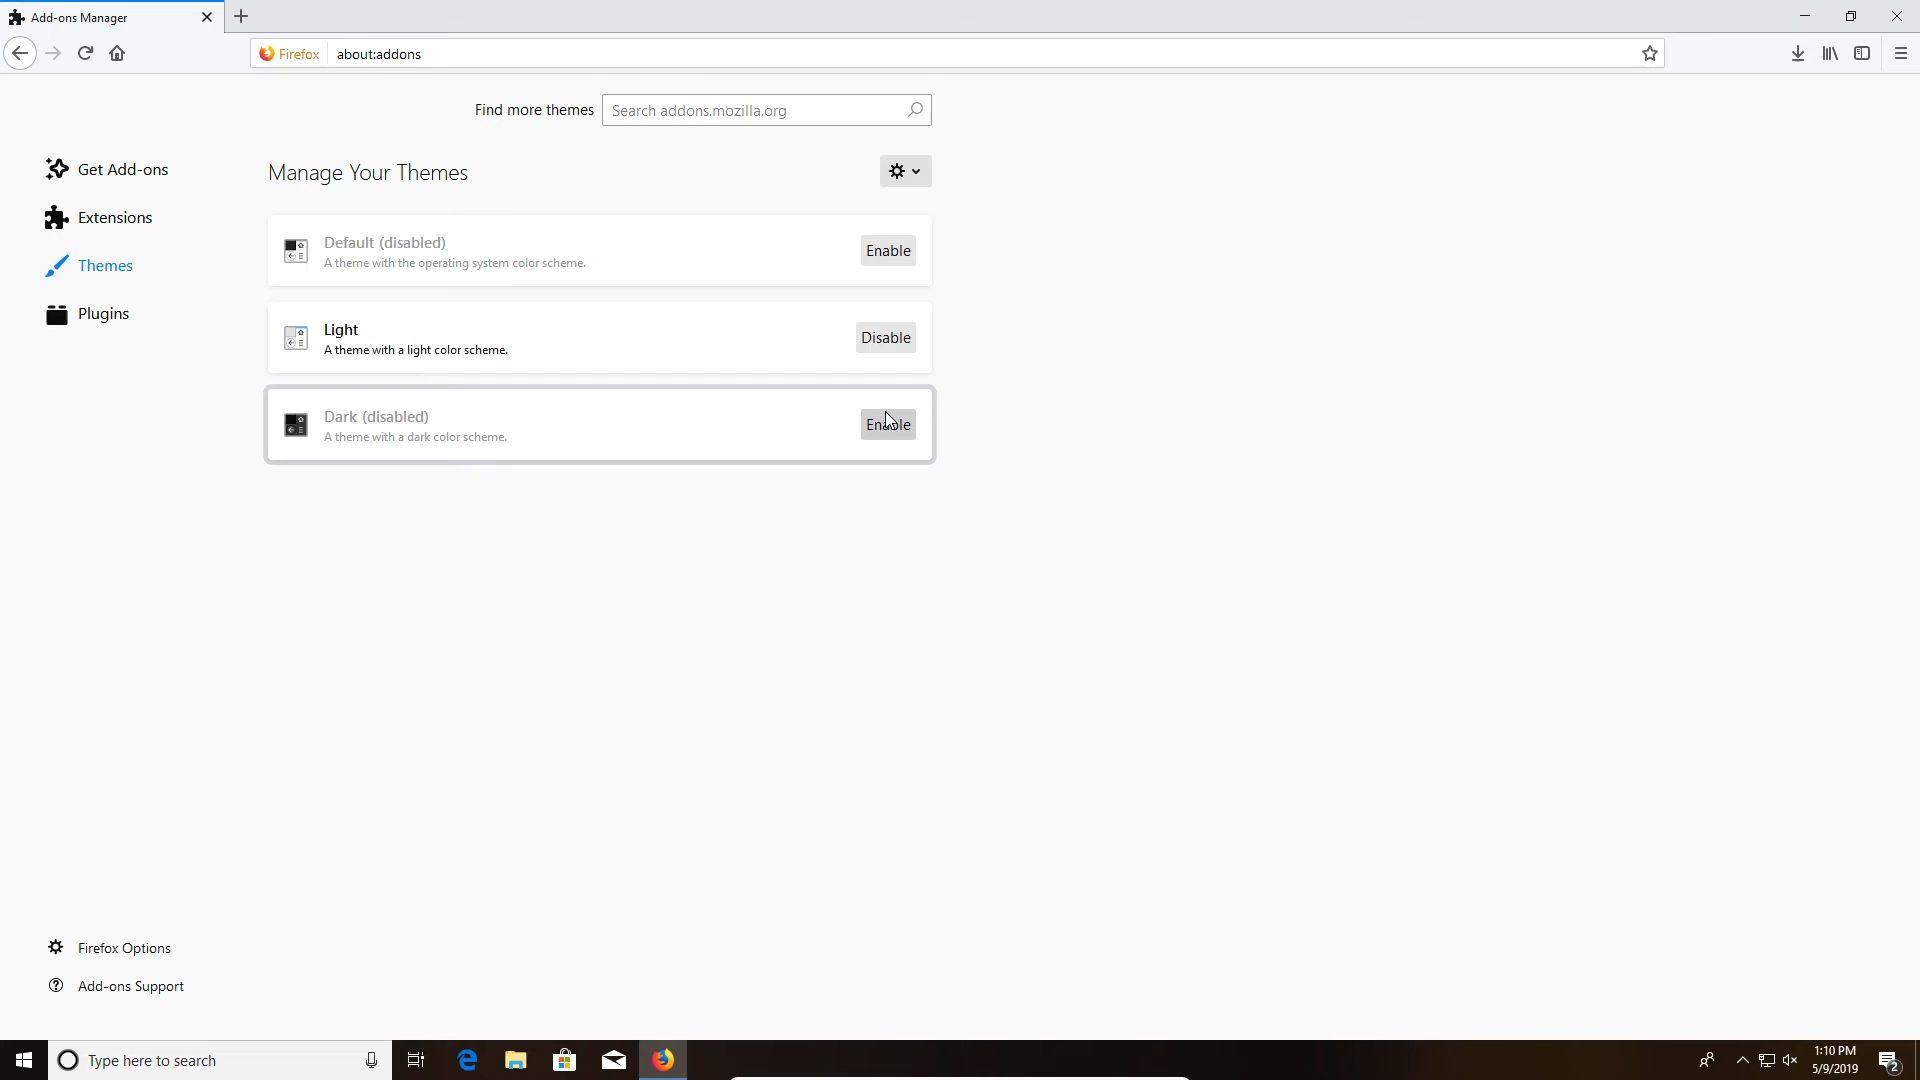 Add-ons Manager
Firefox about:addons
Find more themes Search addons.mozilla.org
Get Add-ons
Extensions
Themes
Plugins
Manage Your Themes
Default (disabled)
A theme with the operating system color scheme.
Enable
Light
A theme with a light color scheme.
Disable
Dark (disabled)
A theme with a dark color scheme.
Enable
Firefox Options
Add-ons Support
Type here to search
1:10 PM
5/9/2019
2